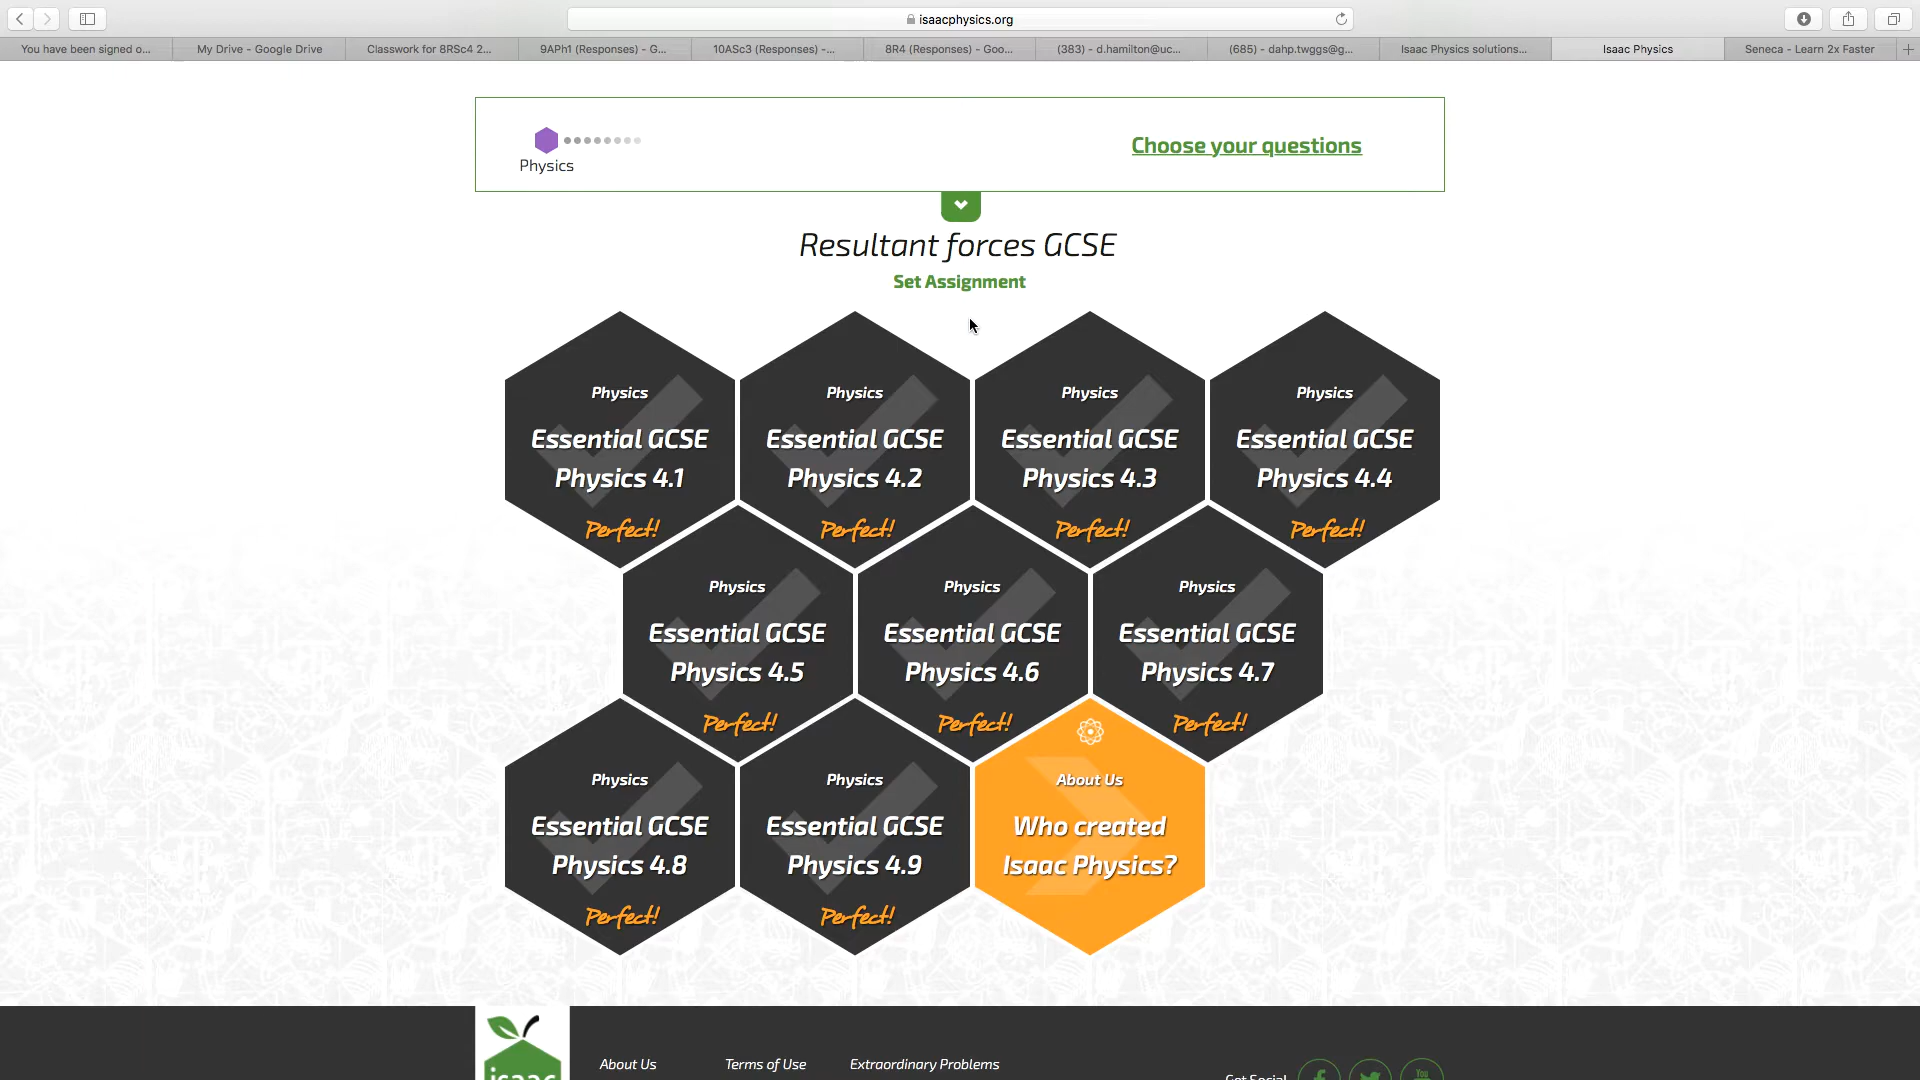 isaacphysics.org
You have been signed o...
My Drive - Google Drive
Classwork for 8RSc4 2...
9APh1 (Responses) - G...
10ASc3 (Responses) -...
8R4 (Responses) - Goo...
(383) - d.hamilton@uc...
(685) - dahp.twggs@g...
Isaac Physics solutions...
Isaac Physics
Seneca - Learn 2x Faster
Physics
Choose your questions
Resultant forces GCSE
Set Assignment
Physics
Essential GCSE
Physics 4.1
Perfect!
Physics
Essential GCSE
Physics 4.2
Perfect!
Physics
Essential GCSE
Physics 4.3
Perfect!
Physics
Essential GCSE
Physics 4.4
Perfect!
Physics
Essential GCSE
Physics 4.5
Perfect!
Physics
Essential GCSE
Physics 4.6
Perfect!
Physics
Essential GCSE
Physics 4.7
Perfect!
Physics
Essential GCSE
Physics 4.8
Perfect!
Physics
Essential GCSE
Physics 4.9
Perfect!
About Us
Who created
Isaac Physics?
isaac
About Us
Terms of Use
Extraordinary Problems
Get Social
You